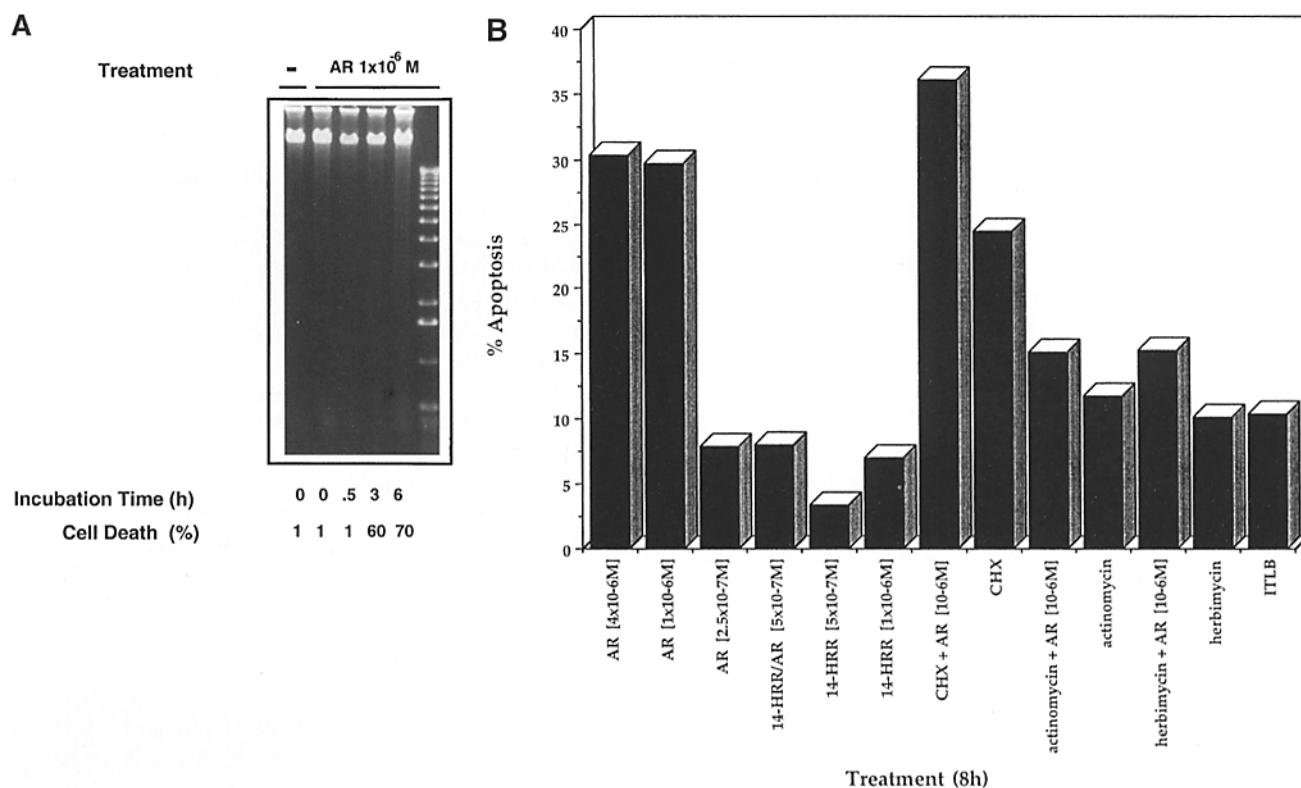 A
Treatment
- AR 1x10-6 M
Incubation Time (h) 0 0 .5 3 6
Cell Death (%) 1 1 1 60 70
B
40
35
30
25
20
15
10
5
0
% Apoptosis
AR [4x10-6M]
AR [1x10-6M]
AR [2.5x10-7M]
14-HRR/AR [5x10-7M]
14-HRR [5x10-7M]
14-HRR [1x10-6M]
CHX + AR [10-6M]
CHX
actinomycin + AR [10-6M]
actinomycin
herbimycin + AR [10-6M]
herbimycin
ITLB
Treatment (8h)